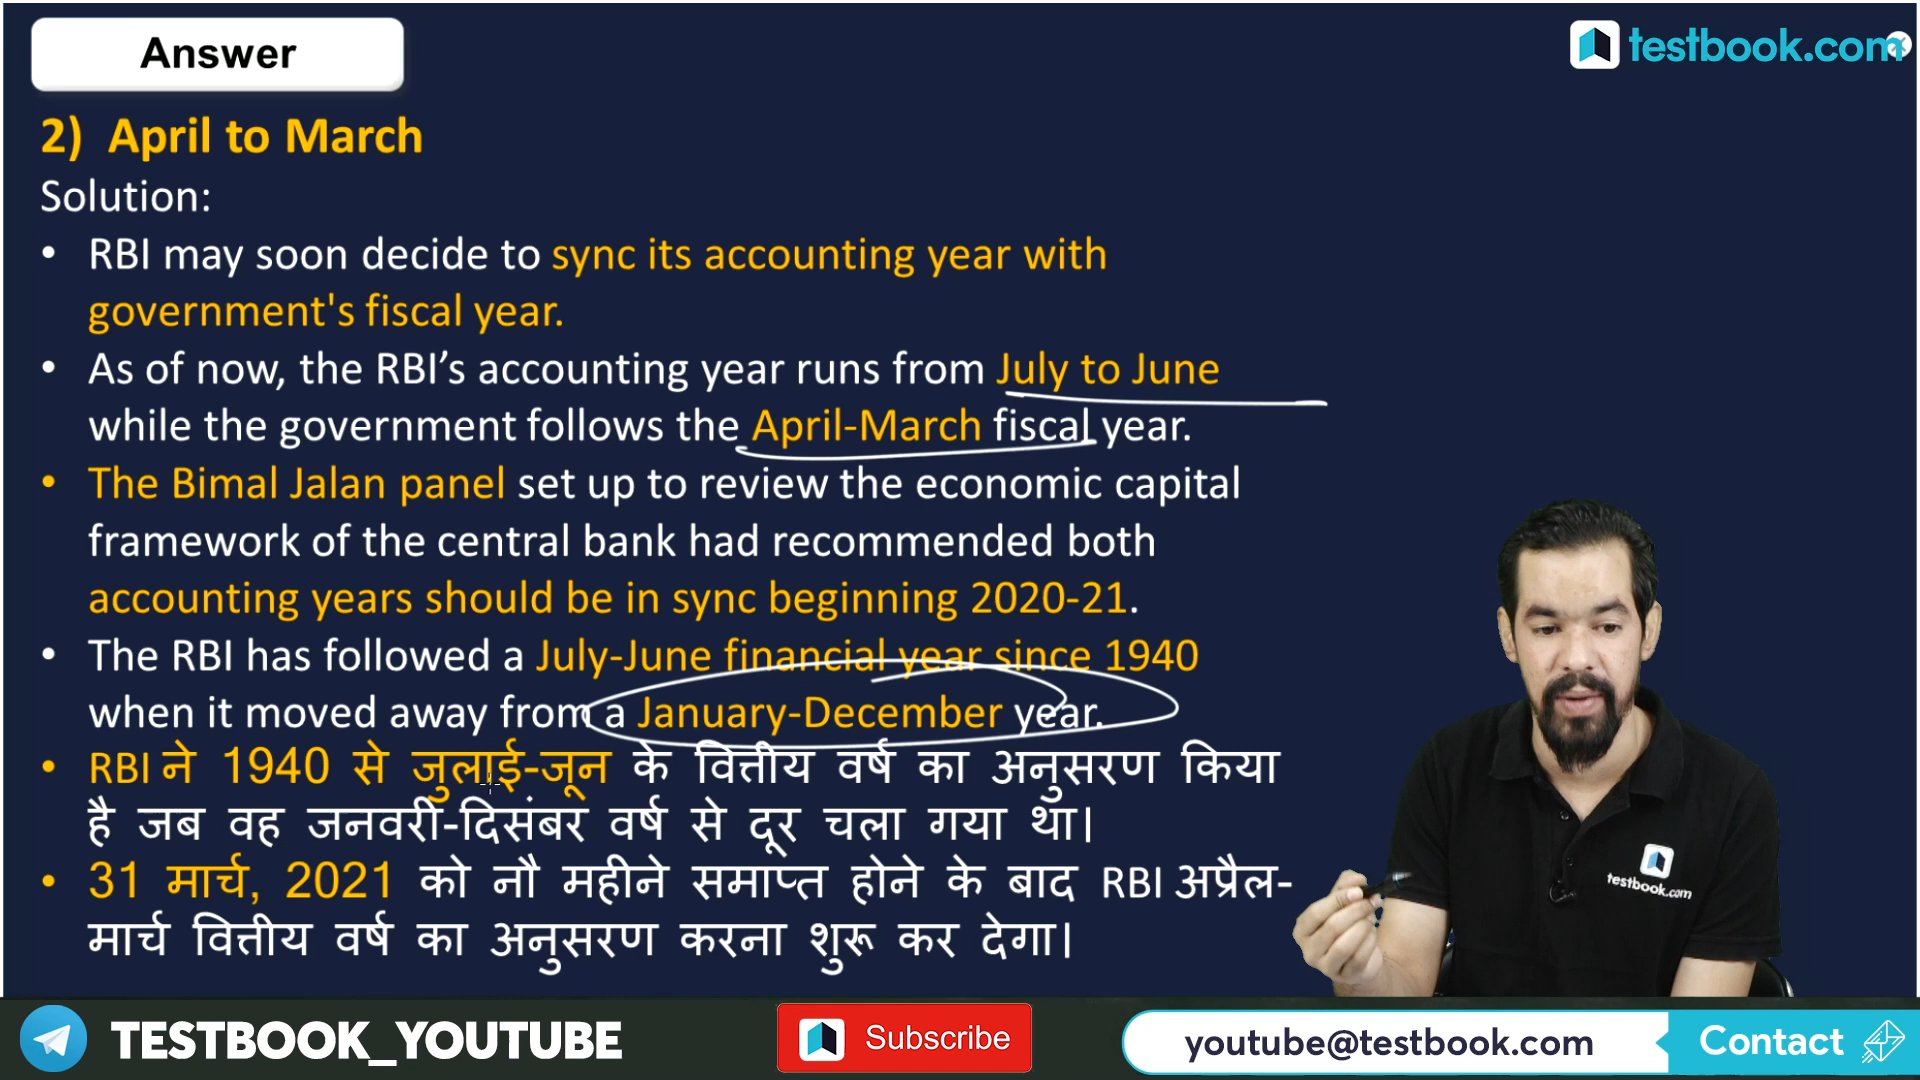 Answer
testbook.com
2) April to March
Solution:
• RBI may soon decide to sync its accounting year with
government's fiscal year.
• As of now, the RBI’s accounting year runs from July to June
while the government follows the April-March fiscal year.
• The Bimal Jalan panel set up to review the economic capital
framework of the central bank had recommended both
accounting years should be in sync beginning 2020-21.
• The RBI has followed a July-June financial year since 1940
when it moved away from a January-December year.
• RBI ने 1940 से जुलाई-जून के वित्तीय वर्ष का अनुसरण किया
है जब वह जनवरी-दिसंबर वर्ष से दूर चला गया था।
• 31 मार्च, 2021 को नौ महीने समाप्त होने के बाद RBI अप्रैल-
मार्च वित्तीय वर्ष का अनुसरण करना शुरू कर देगा।
testbook.com
TESTBOOK_YOUTUBE
Subscribe
youtube@testbook.com
Contact